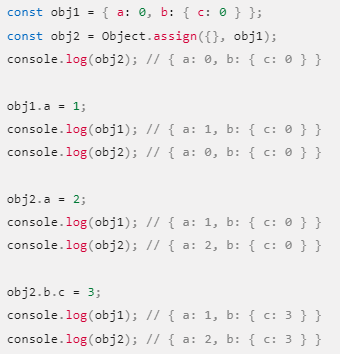 const obj1 = { a: 0, b: { c: 0 } };
const obj2 = Object.assign({}, obj1);
console.log(obj2); // { a: 0, b: { c: 0 } }
obj1.a = 1;
console.log(obj1); // { a: 1, b: { c: 0 } }
console.log(obj2); // { a: 0, b: { c: 0 } }
obj2.a = 2;
console.log(obj1); // { a: 1, b: { c: 0 } }
console.log(obj2); // { a: 2, b: { c: 0 } }
obj2.b.c = 3;
console.log(obj1); // { a: 1, b: { c: 3 } }
console.log(obj2); // { a: 2, b: { c: 3 } }